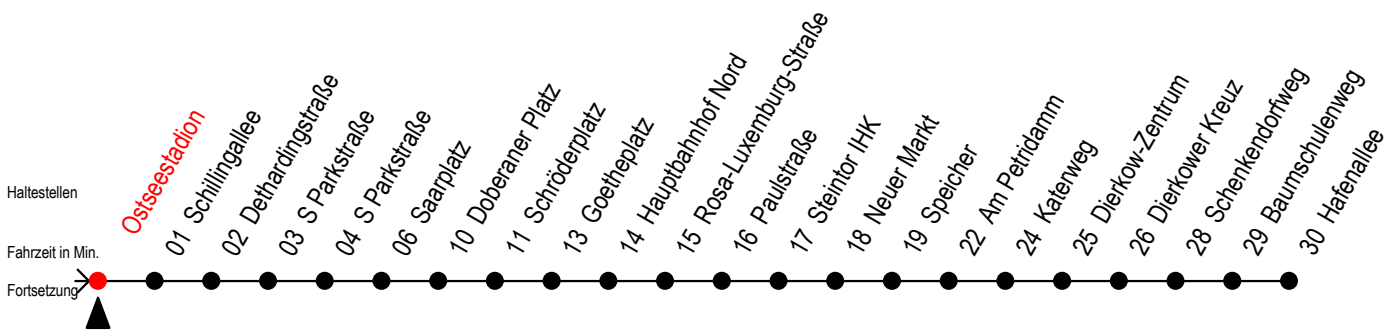 Haltestellen
Fahrzeit in Min.
Fortsetzung
Ostseestadion
01 Schillingallee
02 Dethardingstraße
03 S Parkstraße
04 S Parkstraße
06 Saarplatz
10 Doberaner Platz
11 Schröderplatz
13 Goetheplatz
14 Hauptbahnhof Nord
15 Rosa-Luxemburg-Straße
16 Paulstraße
17 Steintor IHK
18 Neuer Markt
19 Speicher
22 Am Petridamm
24 Katenweg
25 Dierkow-Zentrum
26 Dierkower Kreuz
28 Schenkendorfweg
29 Baumschulenweg
30 Hafenallee